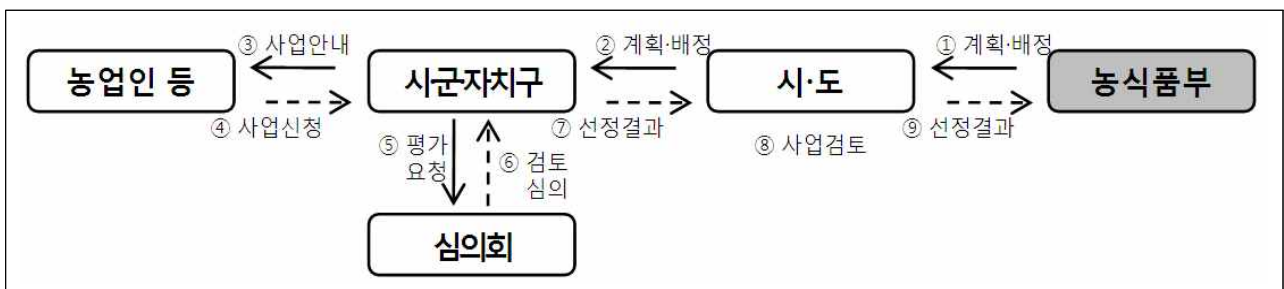 ③ 사업안내
② 계획·배정
① 계획·배정
농업인 등
시·군·자치구
시·도
농식품부
④ 사업신청
⑦ 선정결과
⑨ 선정결과
⑤ 평가
요청
⑥ 검토
심의
⑧ 사업검토
심의회